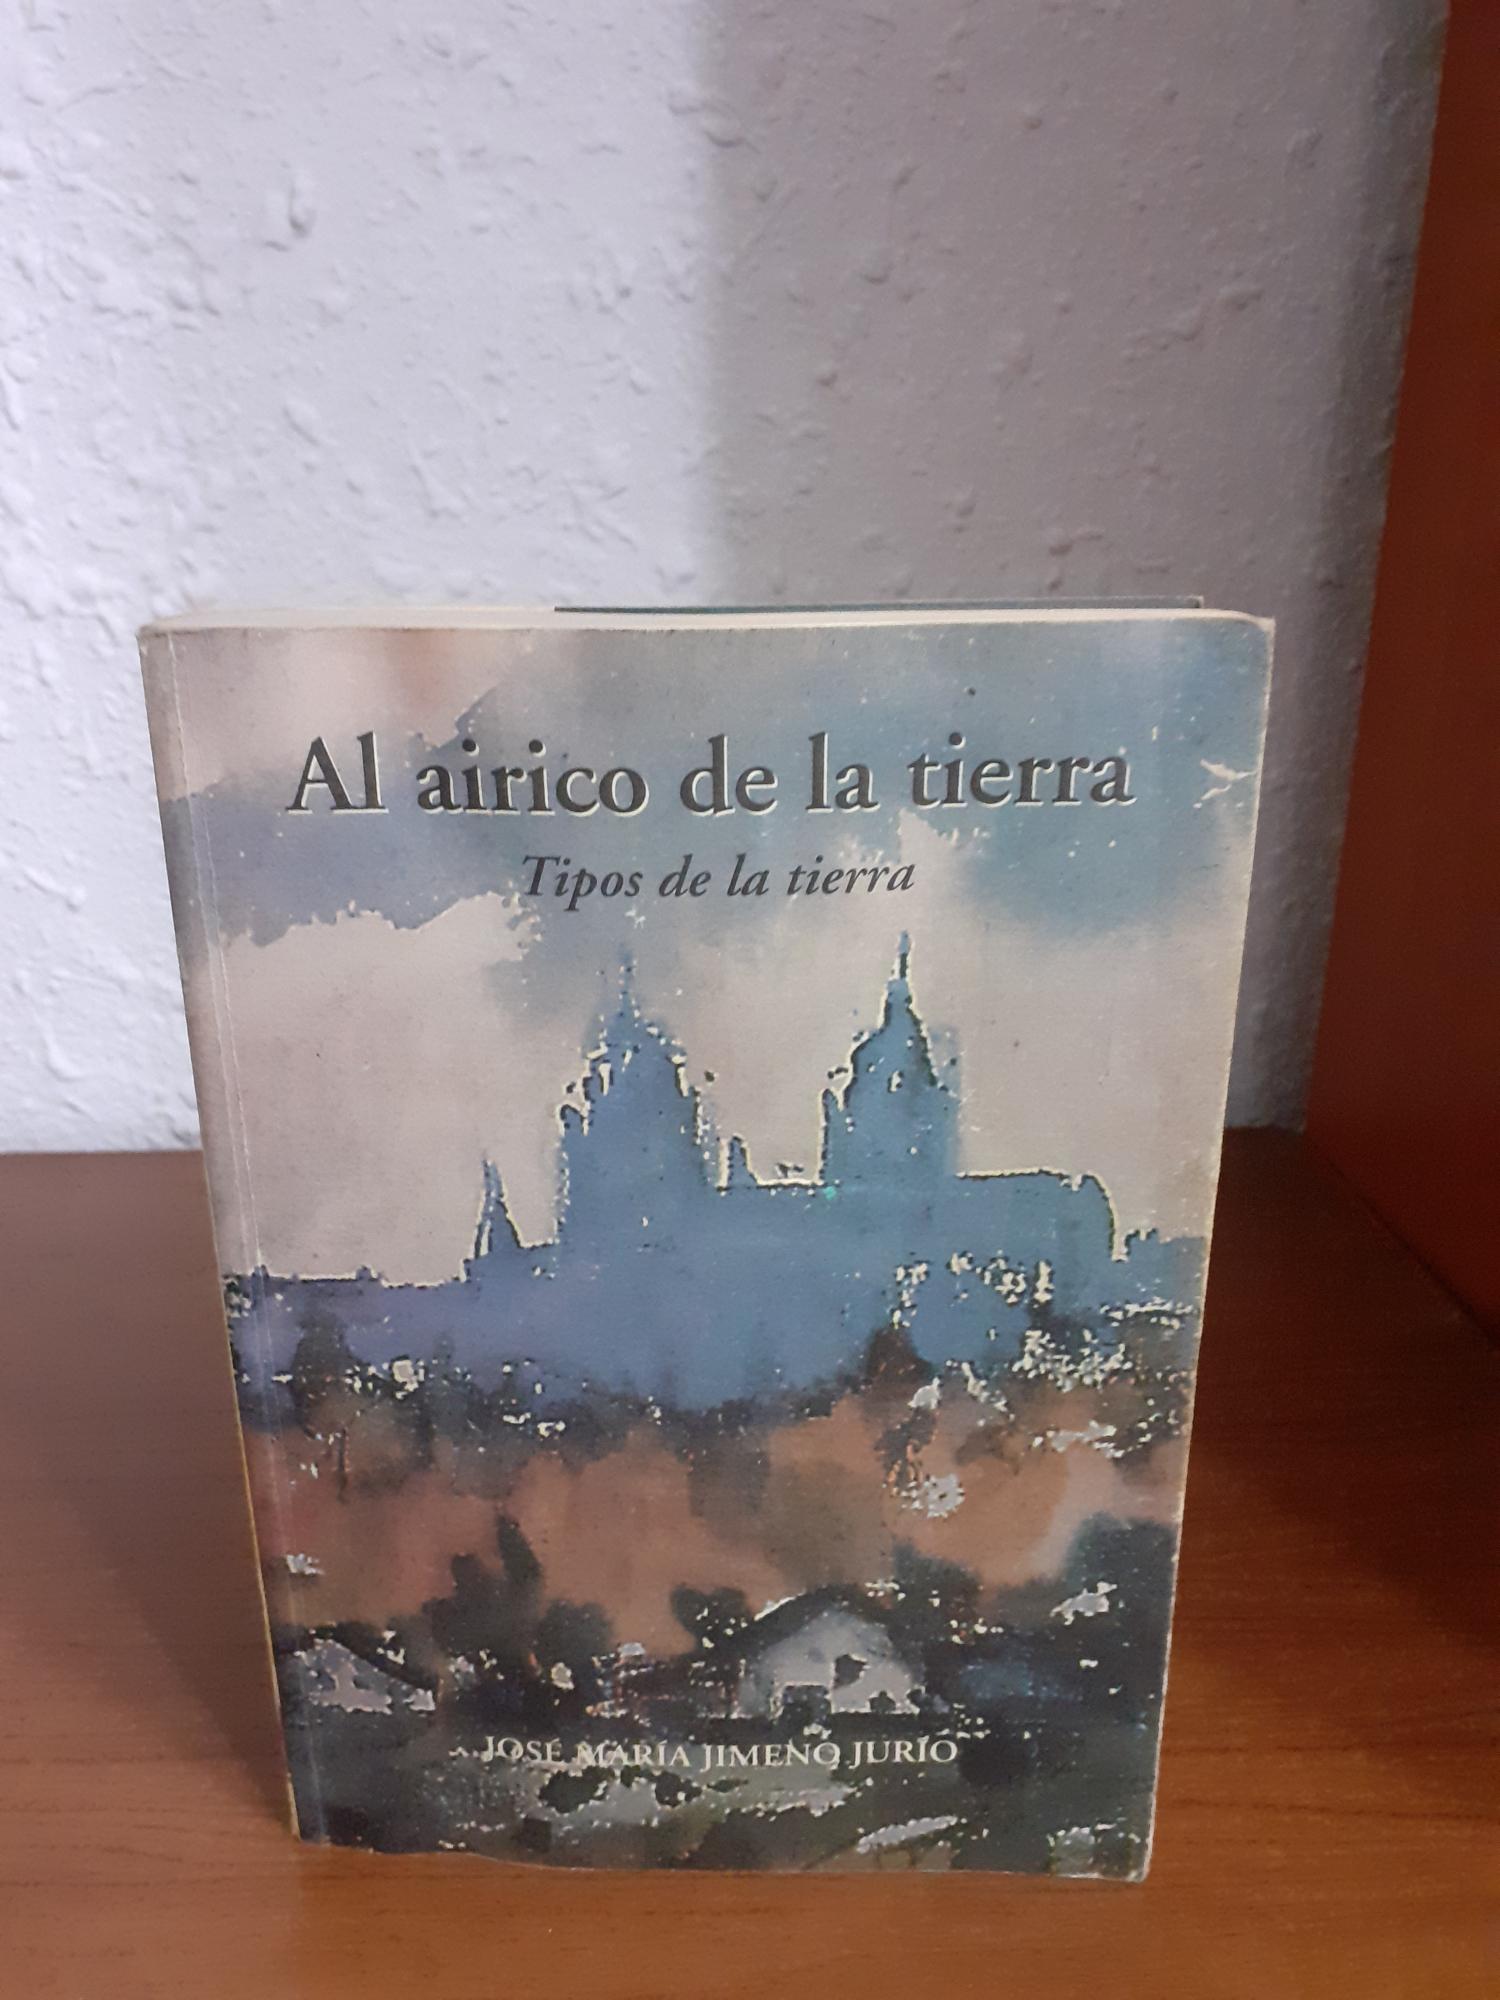 Al airico de la tierra
Tipos de la tierra
JOSÉ MARÍA JIMENO JURÍO